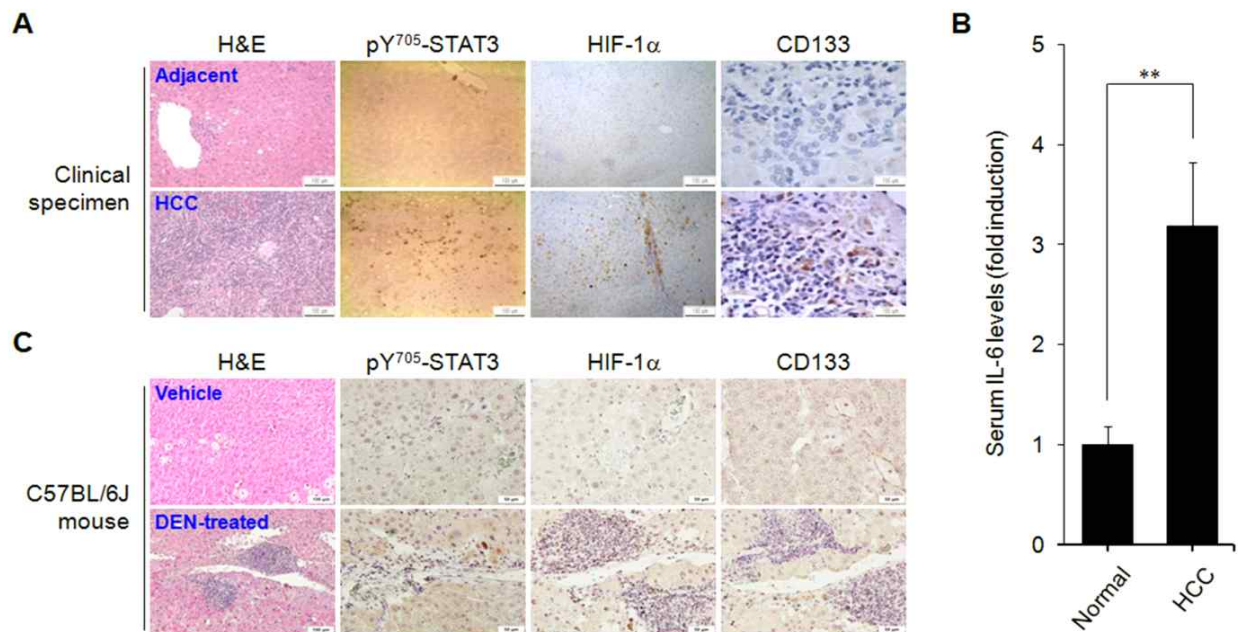 A
H&E
pY705-STAT3
HIF-1α
CD133
Adjacent
Clinical
specimen
HCC
B
5
4
3
2
1
0
**
Serum IL-6 levels (fold induction)
Normal
HCC
C
H&E
pY705-STAT3
HIF-1α
CD133
Vehicle
C57BL/6J
mouse
DEN-treated